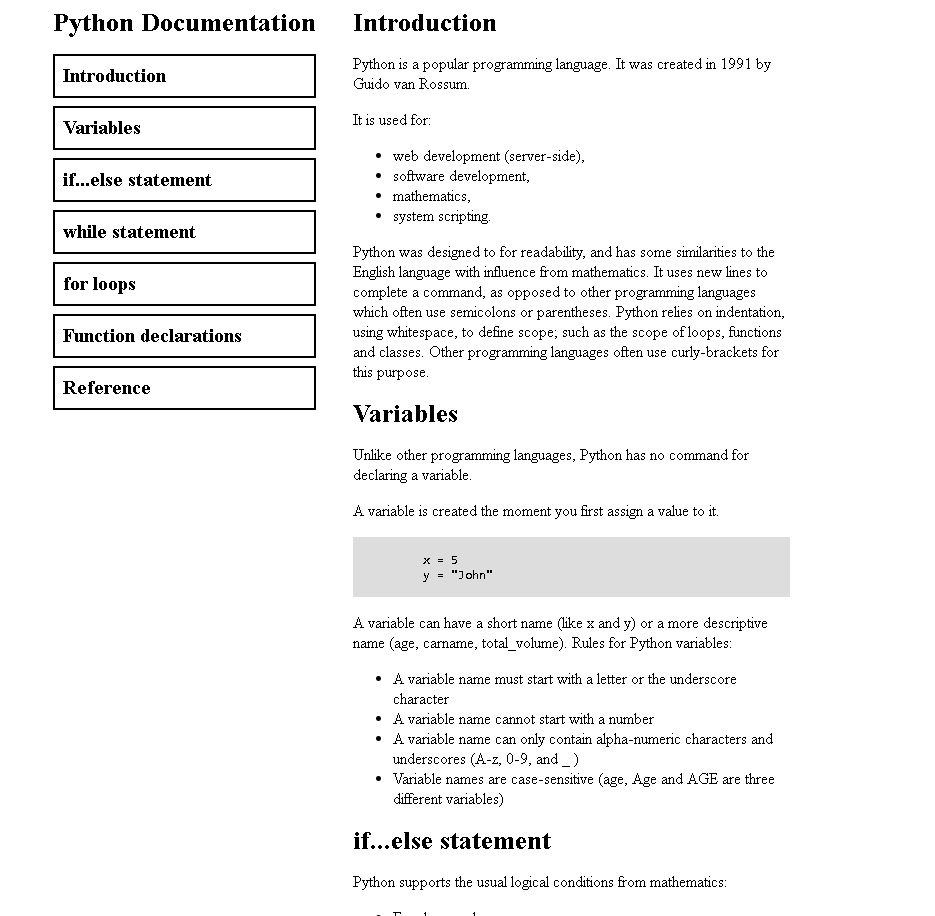 Python Documentation
Introduction
Variables
if...else statement
while statement
for loops
Function declarations
Reference
Introduction
Python is a popular programming language. It was created in 1991 by
Guido van Rossum.
It is used for:
web development (server-side),
software development,
mathematics,
system scripting.
Python was designed to for readability, and has some similarities to the
English language with influence from mathematics. It uses new lines to
complete a command, as opposed to other programming languages
which often use semicolons or parentheses. Python relies on indentation,
using whitespace, to define scope; such as the scope of loops, functions
and classes. Other programming languages often use curly-brackets for
this purpose.
Variables
Unlike other programming languages, Python has no command for
declaring a variable.
A variable is created the moment you first assign a value to it.
x = 5
y = "John"
A variable can have a short name (like x and y) or a more descriptive
name (age, carname, total_volume). Rules for Python variables:
A variable name must start with a letter or the underscore
character
A variable name cannot start with a number
A variable name can only contain alpha-numeric characters and
underscores (A-z, 0-9, and _ )
Variable names are case-sensitive (age, Age and AGE are three
different variables)
if...else statement
Python supports the usual logical conditions from mathematics: